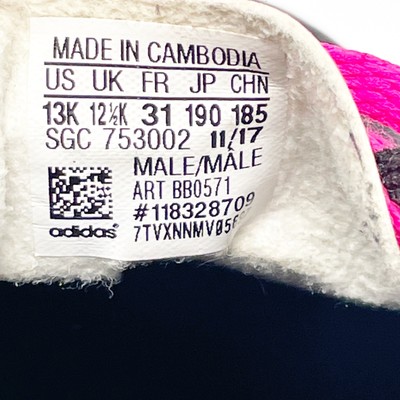 MADE IN CAMBODIA
US UK FR JP CHN
13K 12½K 31 190 185
SGC 753002 11/17
MALE/MÂLE
ART BB0571
#118328709
adidas